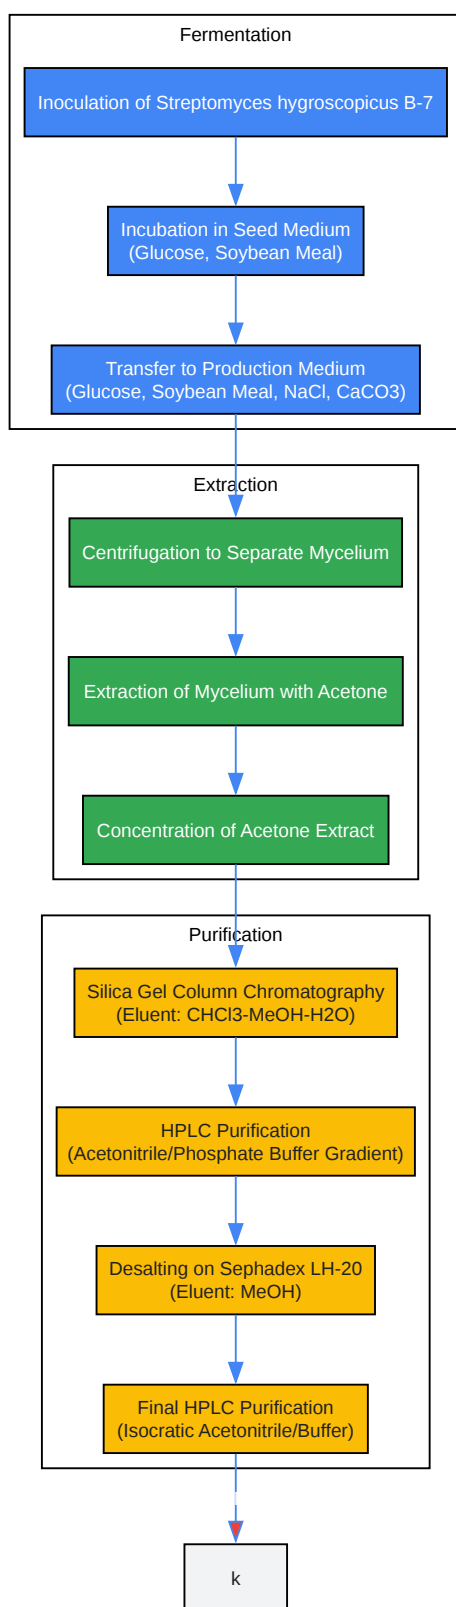 Fermentation
Inoculation of Streptomyces hygroscopicus B-7
Incubation in Seed Medium
(Glucose, Soybean Meal)
Transfer to Production Medium
(Glucose, Soybean Meal, NaCl, CaCO3)
Extraction
Centrifugation to Separate Mycelium
Extraction of Mycelium with Acetone
Concentration of Acetone Extract
Purification
Silica Gel Column Chromatography
(Eluent: CHCl3-MeOH-H2O)
HPLC Purification
(Acetonitrile/Phosphate Buffer Gradient)
Desalting on Sephadex LH-20
(Eluent: MeOH)
Final HPLC Purification
(Isocratic Acetonitrile/Buffer)
k